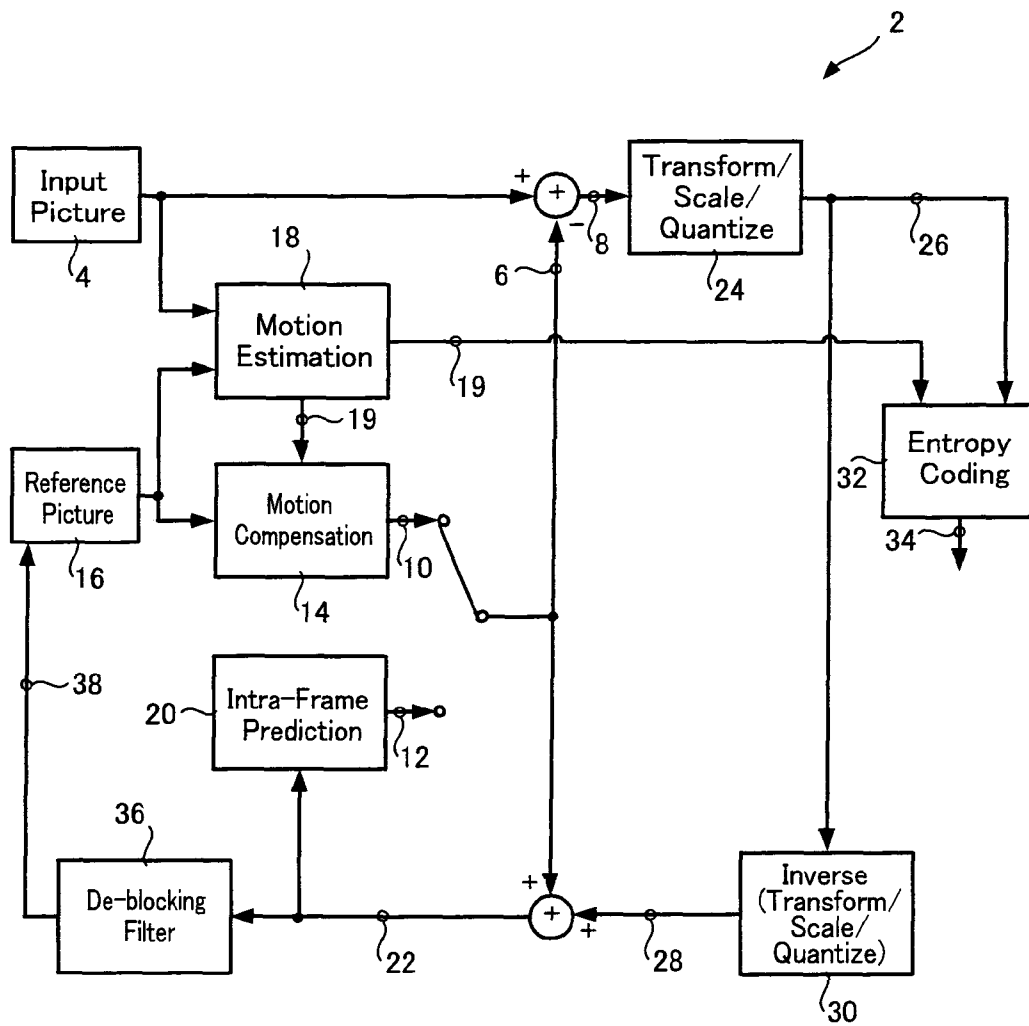 2
Input
Picture
4
+
+
-
8
6
Transform/
Scale/
Quantize
24
26
18
Motion
Estimation
19
19
Reference
Picture
16
Motion
Compensation
14
10
Entropy
Coding
32
34
38
20
Intra-Frame
Prediction
12
36
De-blocking
Filter
22
+
+
+
28
Inverse
(Transform/
Scale/
Quantize)
30